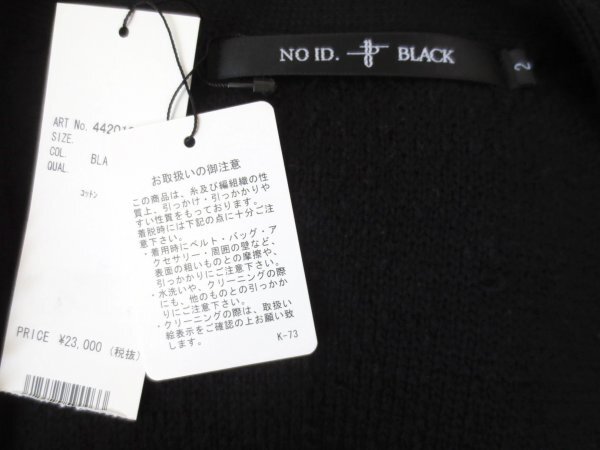 NO ID. BLACK
2
ART No. 442
SIZE.
COL. BLA
QUAL
コットン
PRICE ¥23,000 (税抜)
お取扱いの御注意
この商品は、糸及び編組織の性
質上、引っかけ・引っかかりや
すい性質をもっております。
着脱時には下記の点に十分ご注
意下さい。
・着用時にベルト・バッグ・ア
クセサリー・周囲の壁など、
表面の粗いものとの摩擦や、
引っかかりにご注意下さい。
・水洗いや、クリーニングの際
にも、他のものとの引っか
かりにご注意下さい。
・クリーニングの際は、取扱い
絵表示をご確認の上お願い致
します。
K-73